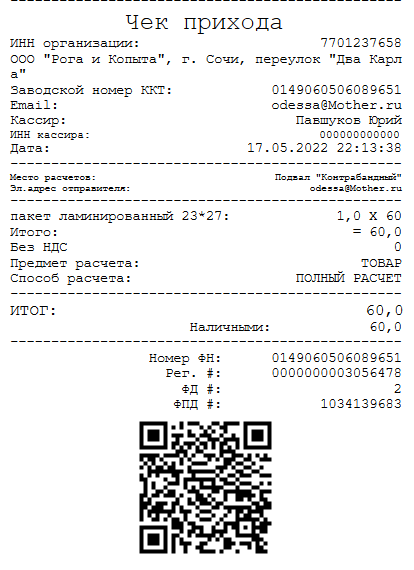 Чек прихода
ИНН организации: 7701237658
ООО "Рога и Копыта", г. Сочи, переулок "Два Карл
а"
Заводской номер ККТ: 0149060506089651
Email: odessa@Mother.ru
Кассир: Павшуков Юрий
ИНН кассира: 000000000000
Дата: 17.05.2022 22:13:38
Место расчетов: Подвал "Контрабандный"
Эл.адрес отправителя: odessa@Mother.ru
пакет ламинированный 23*27: 1,0 X 60
Итого: = 60,0
Без НДС 0
Предмет расчета: ТОВАР
Способ расчета: ПОЛНЫЙ РАСЧЕТ
ИТОГ: 60,0
Наличными: 60,0
Номер ФН: 0149060506089651
Рег. #: 0000000003056478
ФД #: 2
ФПД #: 1034139683